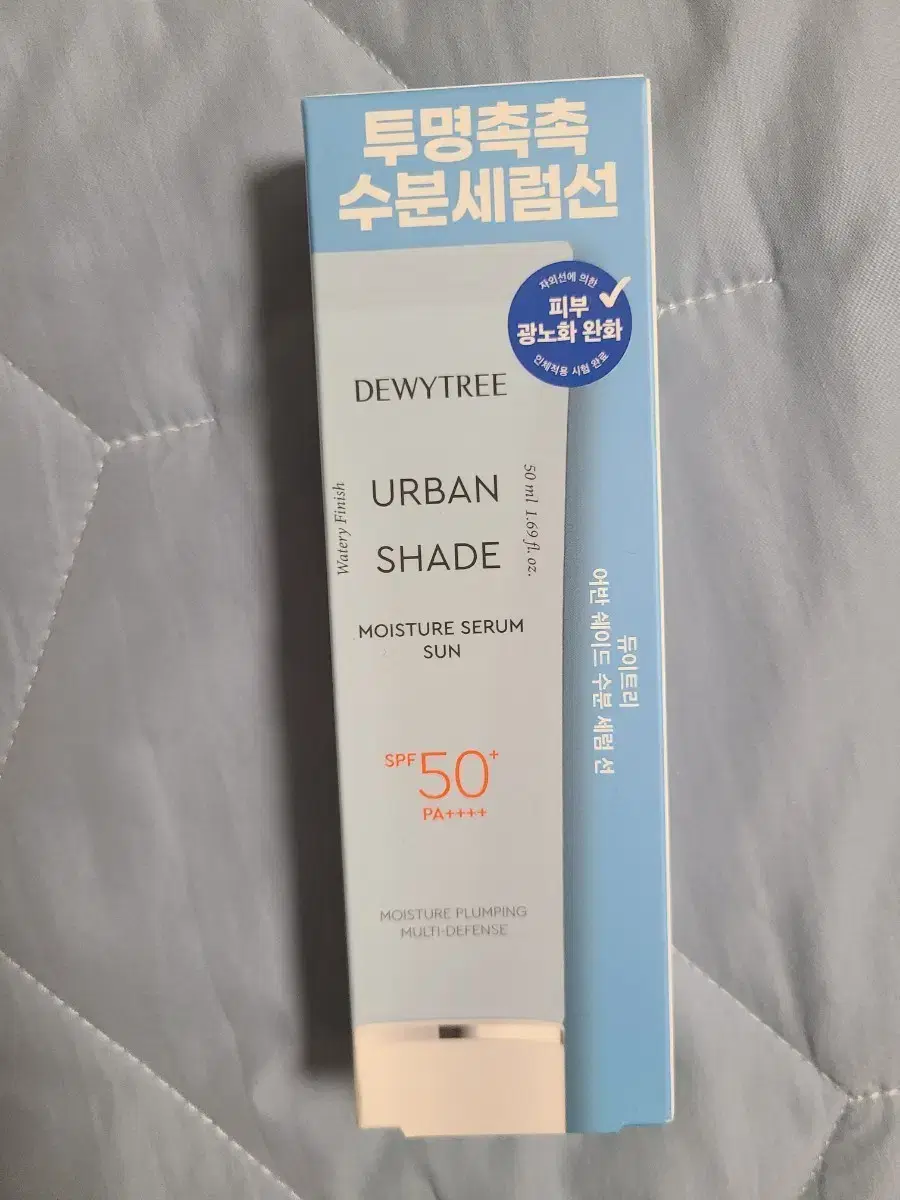 투명촉촉
수분세럼선
자외선에 의한
피부
광노화 완화
인체적용 시험 완료
DEWYTREE
Watery Finish
URBAN
SHADE
50 ml 1.69 fl. oz.
MOISTURE SERUM
SUN
SPF 50+
PA++++
MOISTURE PLUMPING
MULTI-DEFENSE
듀이트리
어반 쉐이드 수분 세럼 선